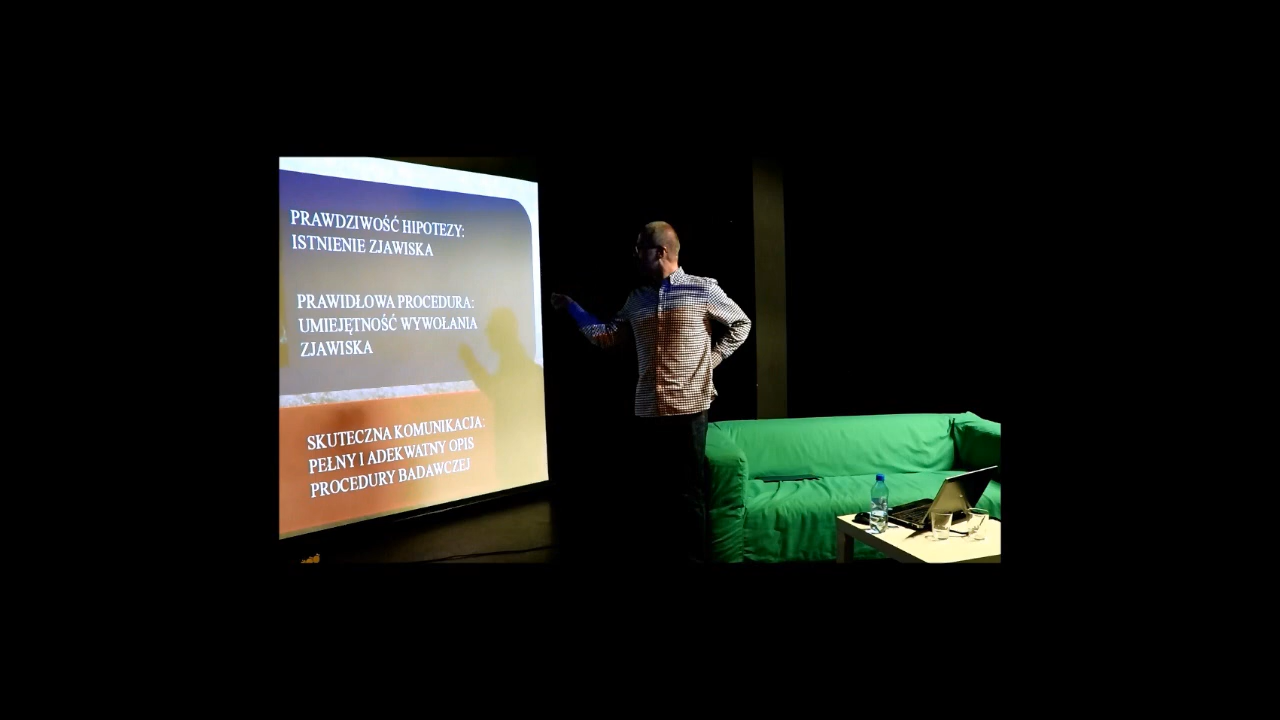 PRAWDZIWOŚĆ HIPOTEZY:
ISTNIENIE ZJAWISKA
PRAWIDŁOWA PROCEDURA:
UMIEJĘTNOŚĆ WYWOŁANIA
ZJAWISKA
SKUTECZNA KOMUNIKACJA:
PEŁNY I ADEKWATNY OPIS
PROCEDURY BADAWCZEJ